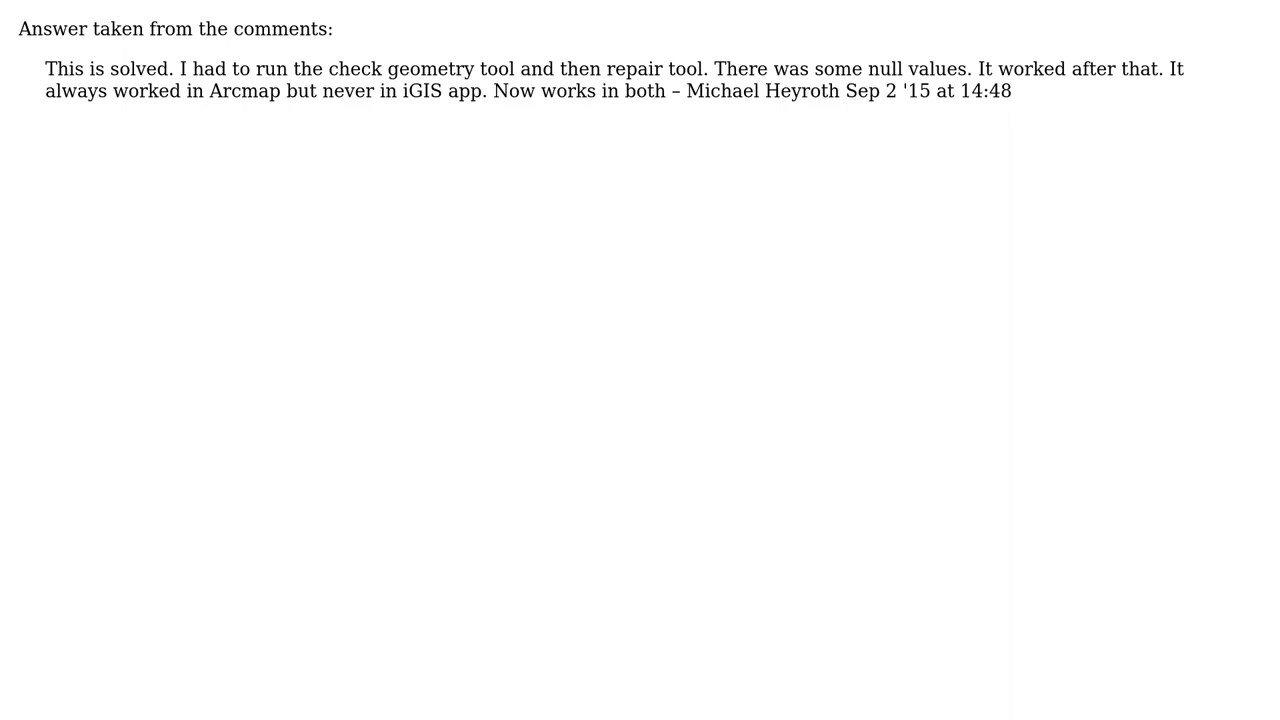 Answer taken from the comments:
This is solved. I had to run the check geometry tool and then repair tool. There was some null values. It worked after that. It
always worked in Arcmap but never in iGIS app. Now works in both – Michael Heyroth Sep 2 '15 at 14:48